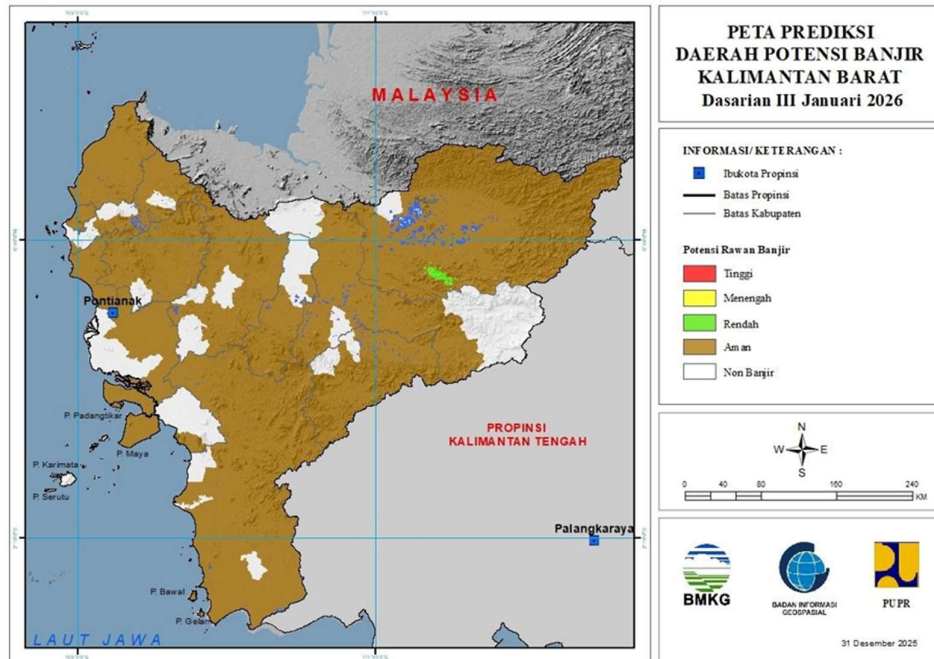 PETA PREDIKSI
DAERAH POTENSI BANJIR
KALIMANTAN BARAT
Dasarian III Januari 2026
MALAYSIA
Pontianak
P. Padangtikar
P. Maya
P. Karimata
P. Serutu
PROPINSI
KALIMANTAN TENGAH
Palangkaraya
P. Bawal
P. Gelan
LAUT JAWA
INFORMASI/ KETERANGAN :
Ibukota Propinsi
Batas Propinsi
Batas Kabupaten
Potensi Rawan Banjir
Tinggi
Menengah
Rendah
Aman
Non Banjir
N
W E
S
0 40 80 160 240
KM
BMKG
BADAN INFORMASI
GEOSPASIAL
PUPR
31 Desember 2025